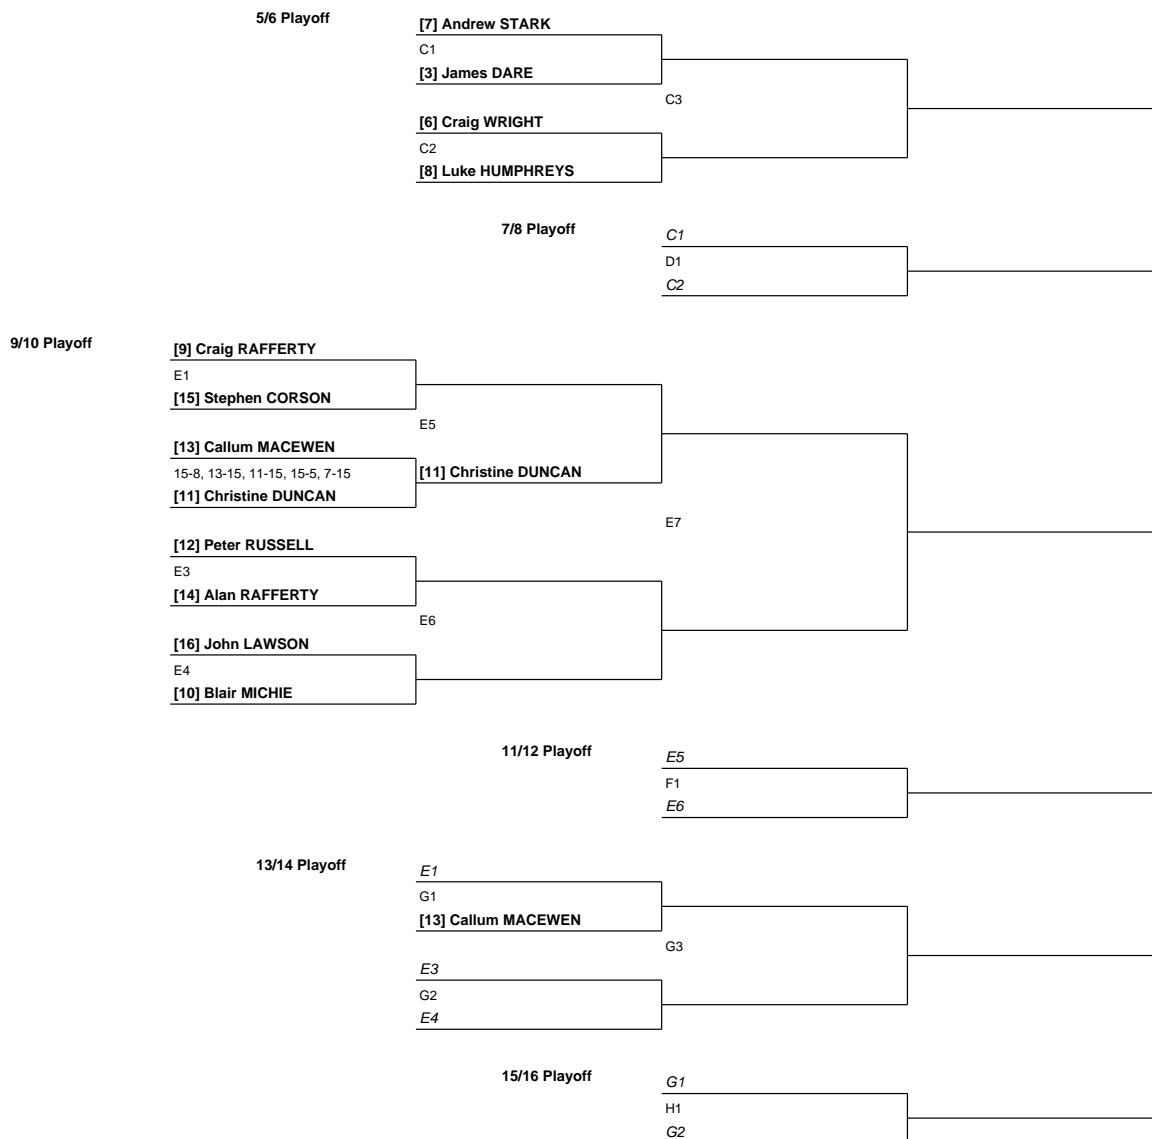 5/6 Playoff
[7] Andrew STARK
C1
[3] James DARE
C3
[6] Craig WRIGHT
C2
[8] Luke HUMPHREYS
7/8 Playoff
C1
D1
C2
9/10 Playoff
[9] Craig RAFFERTY
E1
[15] Stephen CORSON
E5
[13] Callum MACEWEN
15-8, 13-15, 11-15, 15-5, 7-15
[11] Christine DUNCAN
[11] Christine DUNCAN
E7
[12] Peter RUSSELL
E3
[14] Alan RAFFERTY
E6
[16] John LAWSON
E4
[10] Blair MICHIE
11/12 Playoff
E5
F1
E6
13/14 Playoff
E1
G1
[13] Callum MACEWEN
G3
E3
G2
E4
15/16 Playoff
G1
H1
G2